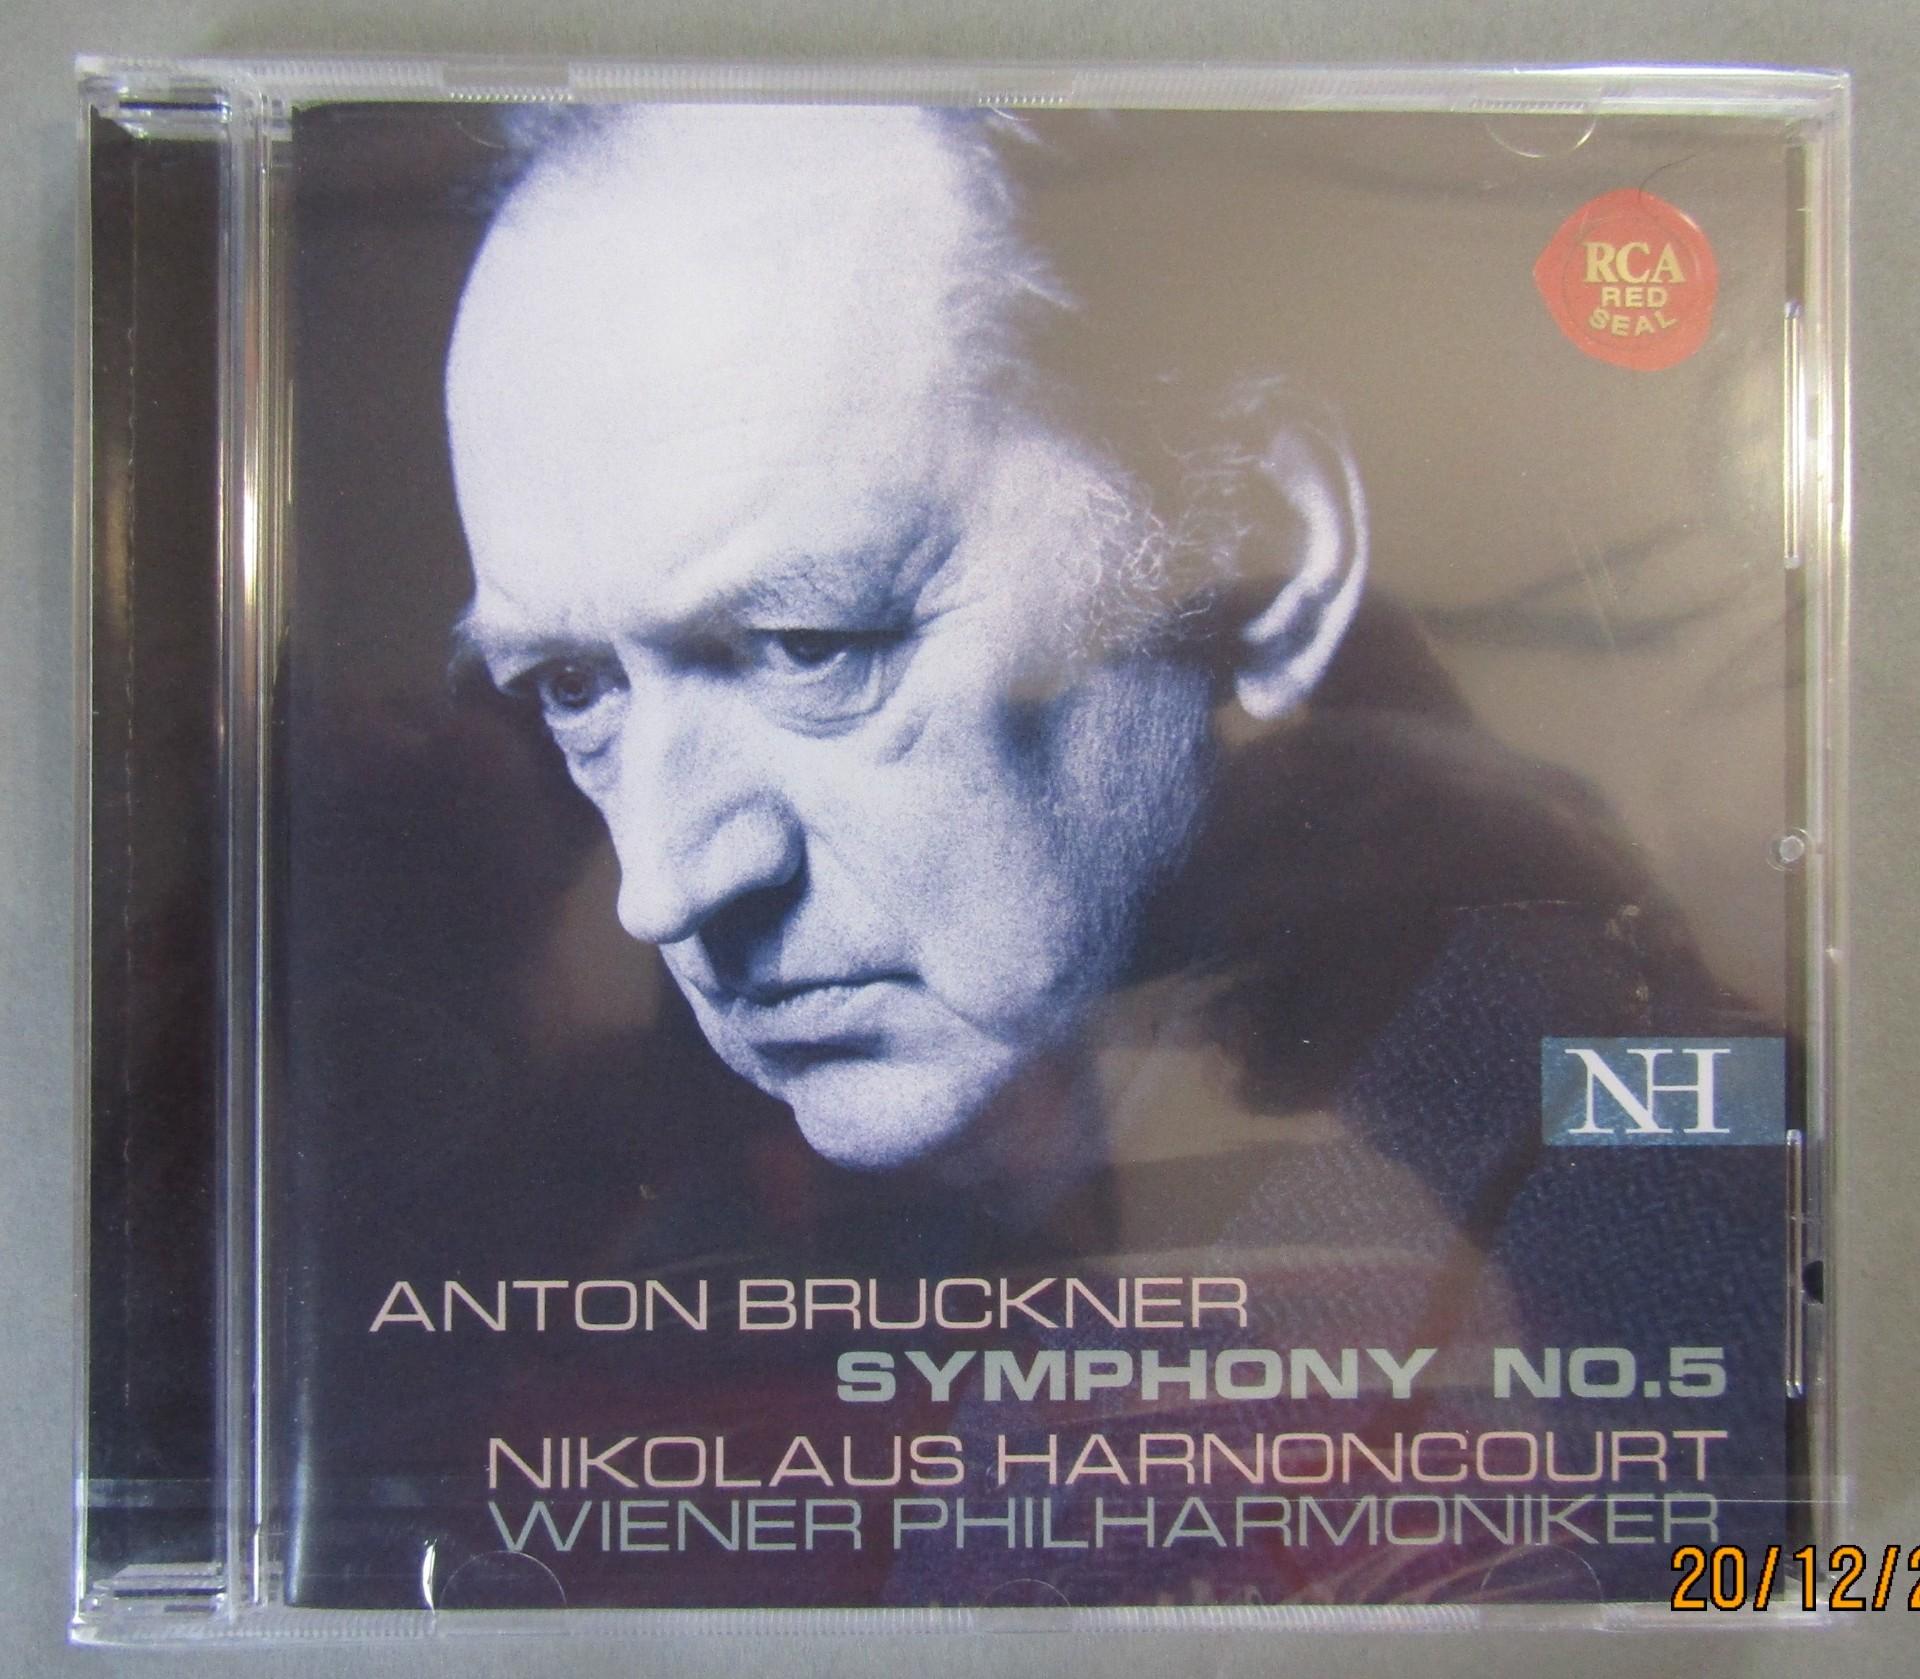 RCA
RED
SEAL
NH
ANTON BRUCKNER
SYMPHONY NO.5
NIKOLAUS HARNONCOURT
WIENER PHILHARMONIKER
20/12/2